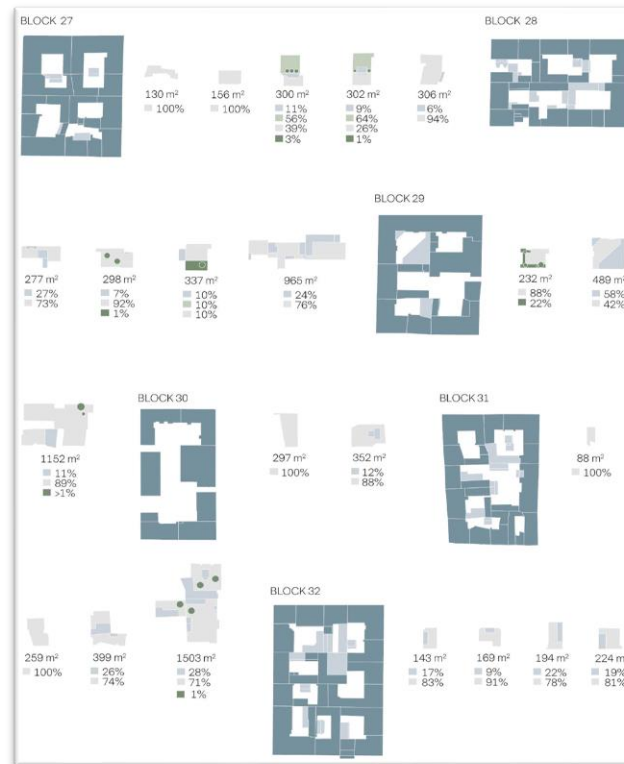 BLOCK 27
BLOCK 28
130 m²
100%
156 m²
100%
300 m²
11%
56%
39%
3%
302 m²
9%
64%
26%
1%
306 m²
6%
94%
BLOCK 29
277 m²
27%
73%
298 m²
7%
92%
1%
337 m²
10%
10%
10%
965 m²
24%
76%
232 m²
88%
22%
489 m²
58%
42%
BLOCK 30
BLOCK 31
1152 m²
11%
89%
>1%
297 m²
100%
352 m²
12%
88%
88 m²
100%
BLOCK 32
259 m²
100%
399 m²
26%
74%
1503 m²
28%
71%
1%
143 m²
17%
83%
169 m²
9%
91%
194 m²
22%
78%
224 m²
19%
81%